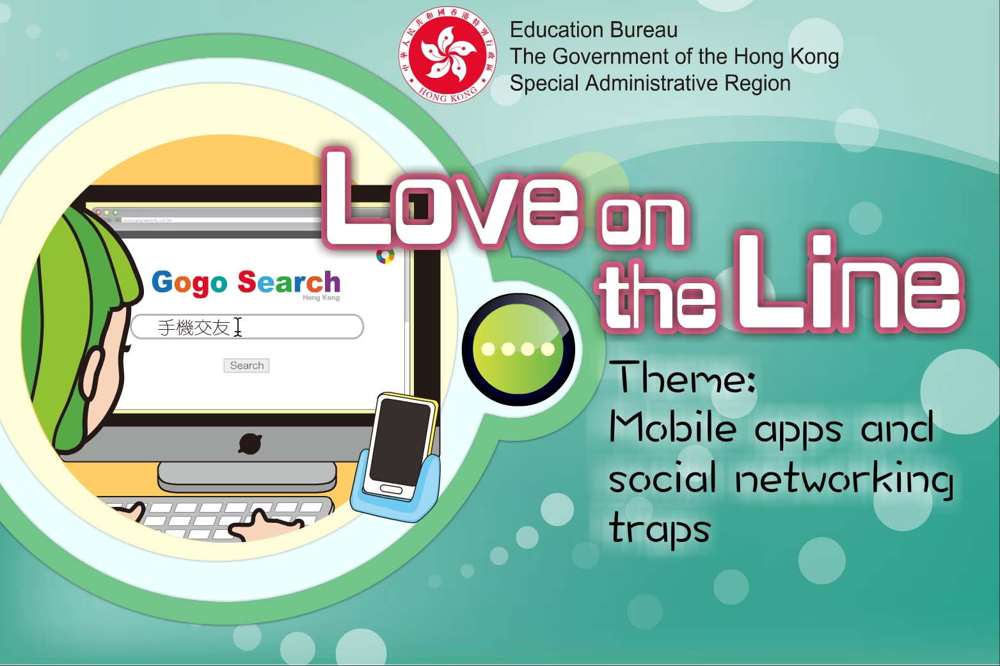 中華人民共和國香港特別行政區
HONG KONG
Education Bureau
The Government of the Hong Kong
Special Administrative Region
Love on
the Line
www.gogosearch.com.hk
Gogo Search
Hong Kong
手機交友
Search
Theme:
Mobile apps and
social networking
traps